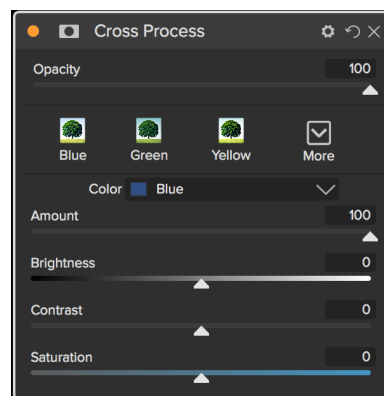 Cross Process
Opacity 100
Blue Green Yellow More
Color Blue
Amount 100
Brightness 0
Contrast 0
Saturation 0